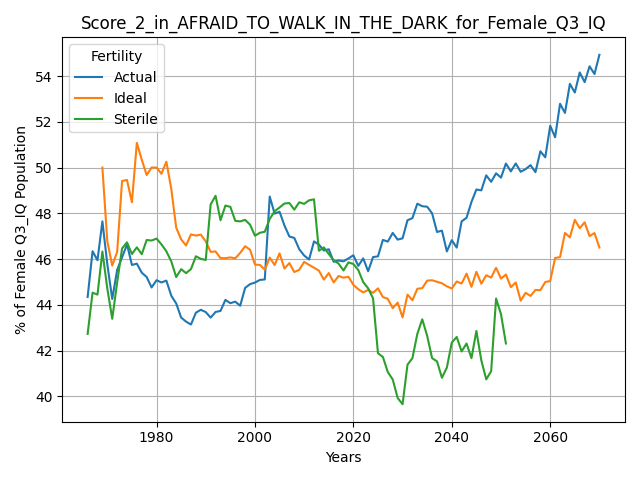 Score_2_in_AFRAID_TO_WALK_IN_THE_DARK_for_Female_Q3_IQ
Fertility
Actual
Ideal
Sterile
% of Female Q3_IQ Population
54
52
50
48
46
44
42
40
1980
2000
2020
2040
2060
Years